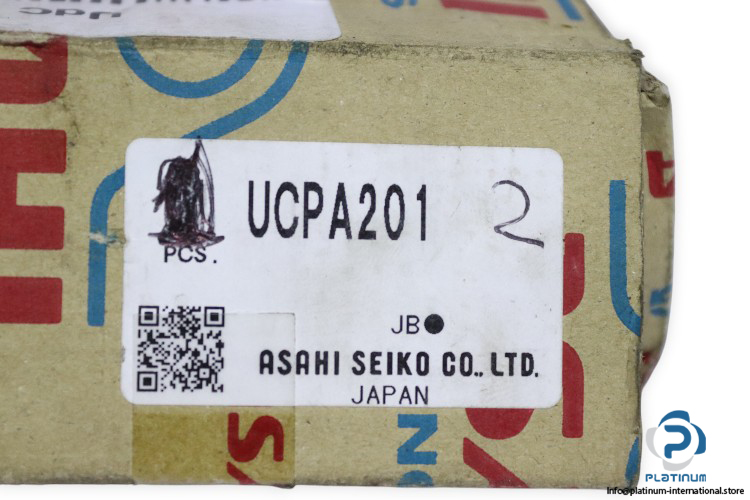 UCPA201 2
PCS.
JB●
ASAHI SEIKO CO., LTD.
JAPAN
PLATINUM
Info@platinum-international.store